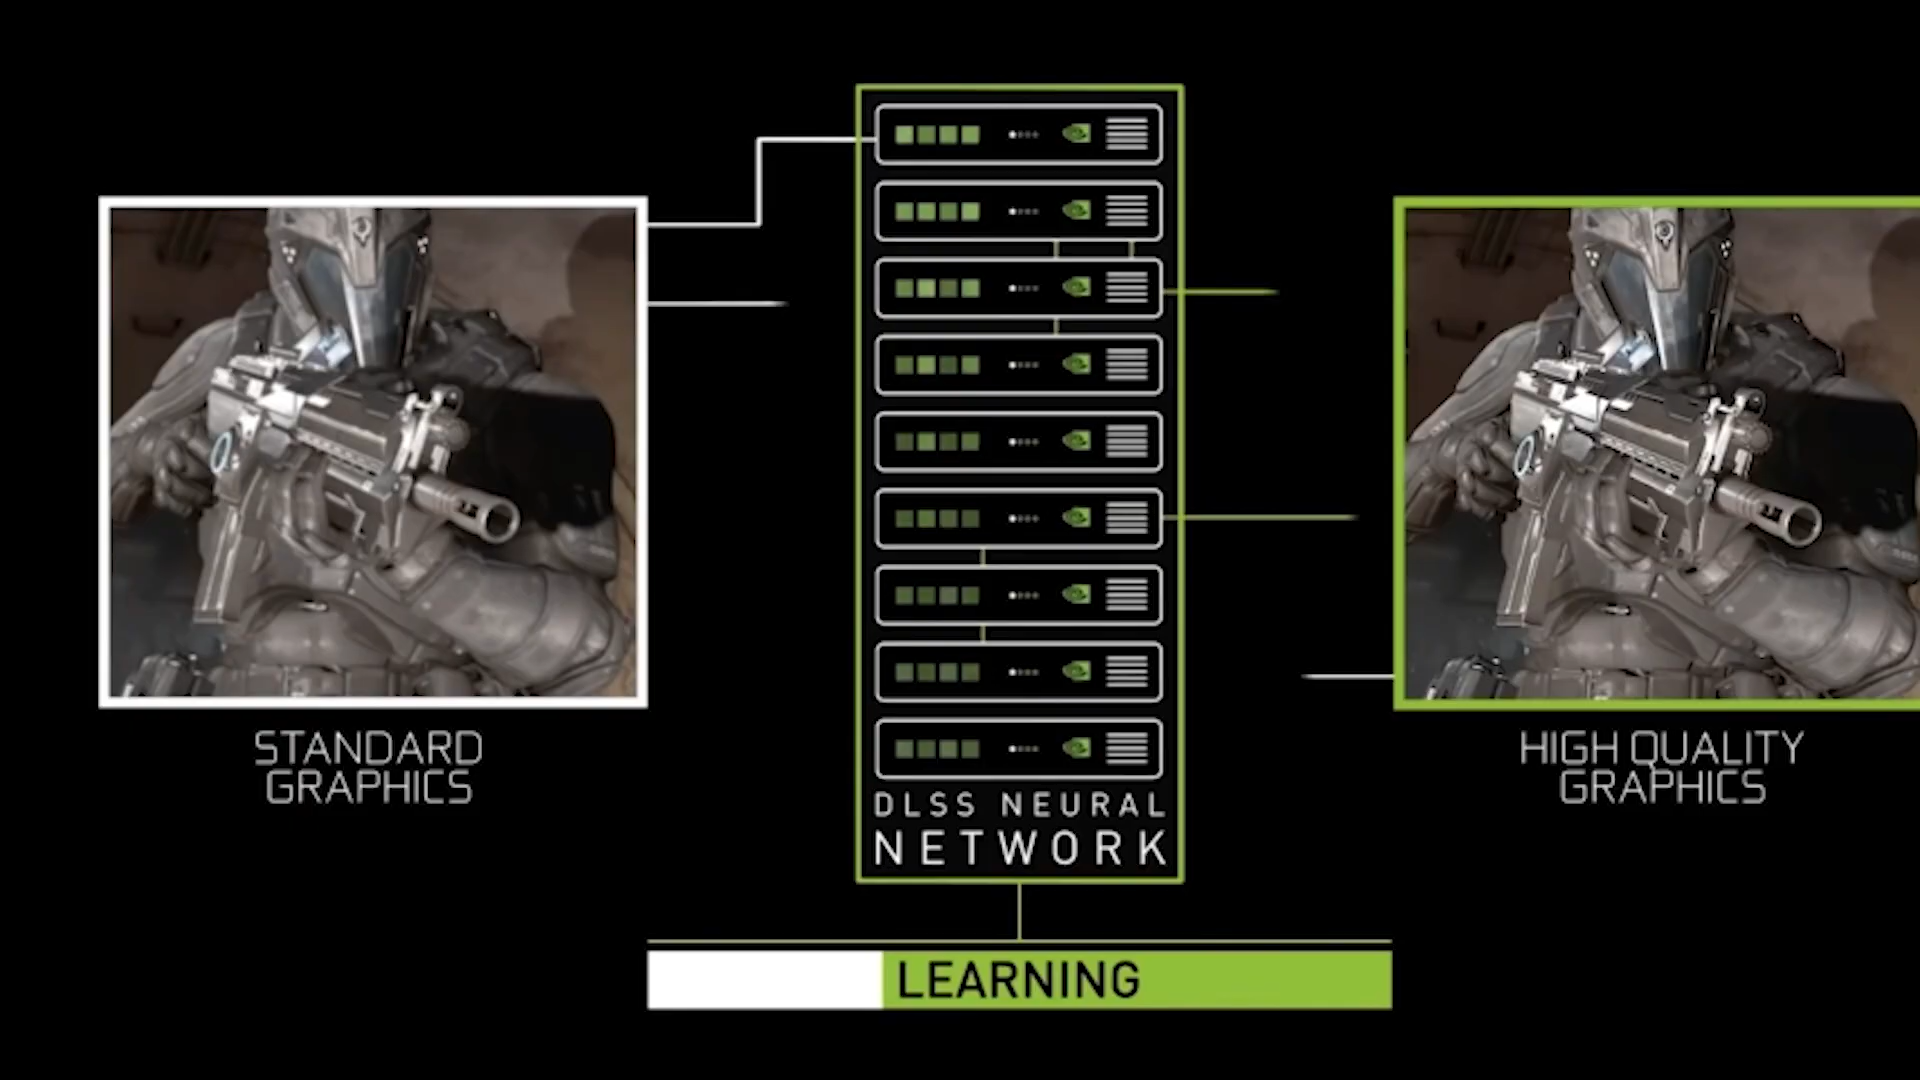 STANDARD
GRAPHICS
DLSS NEURAL
NETWORK
HIGH QUALITY
GRAPHICS
LEARNING